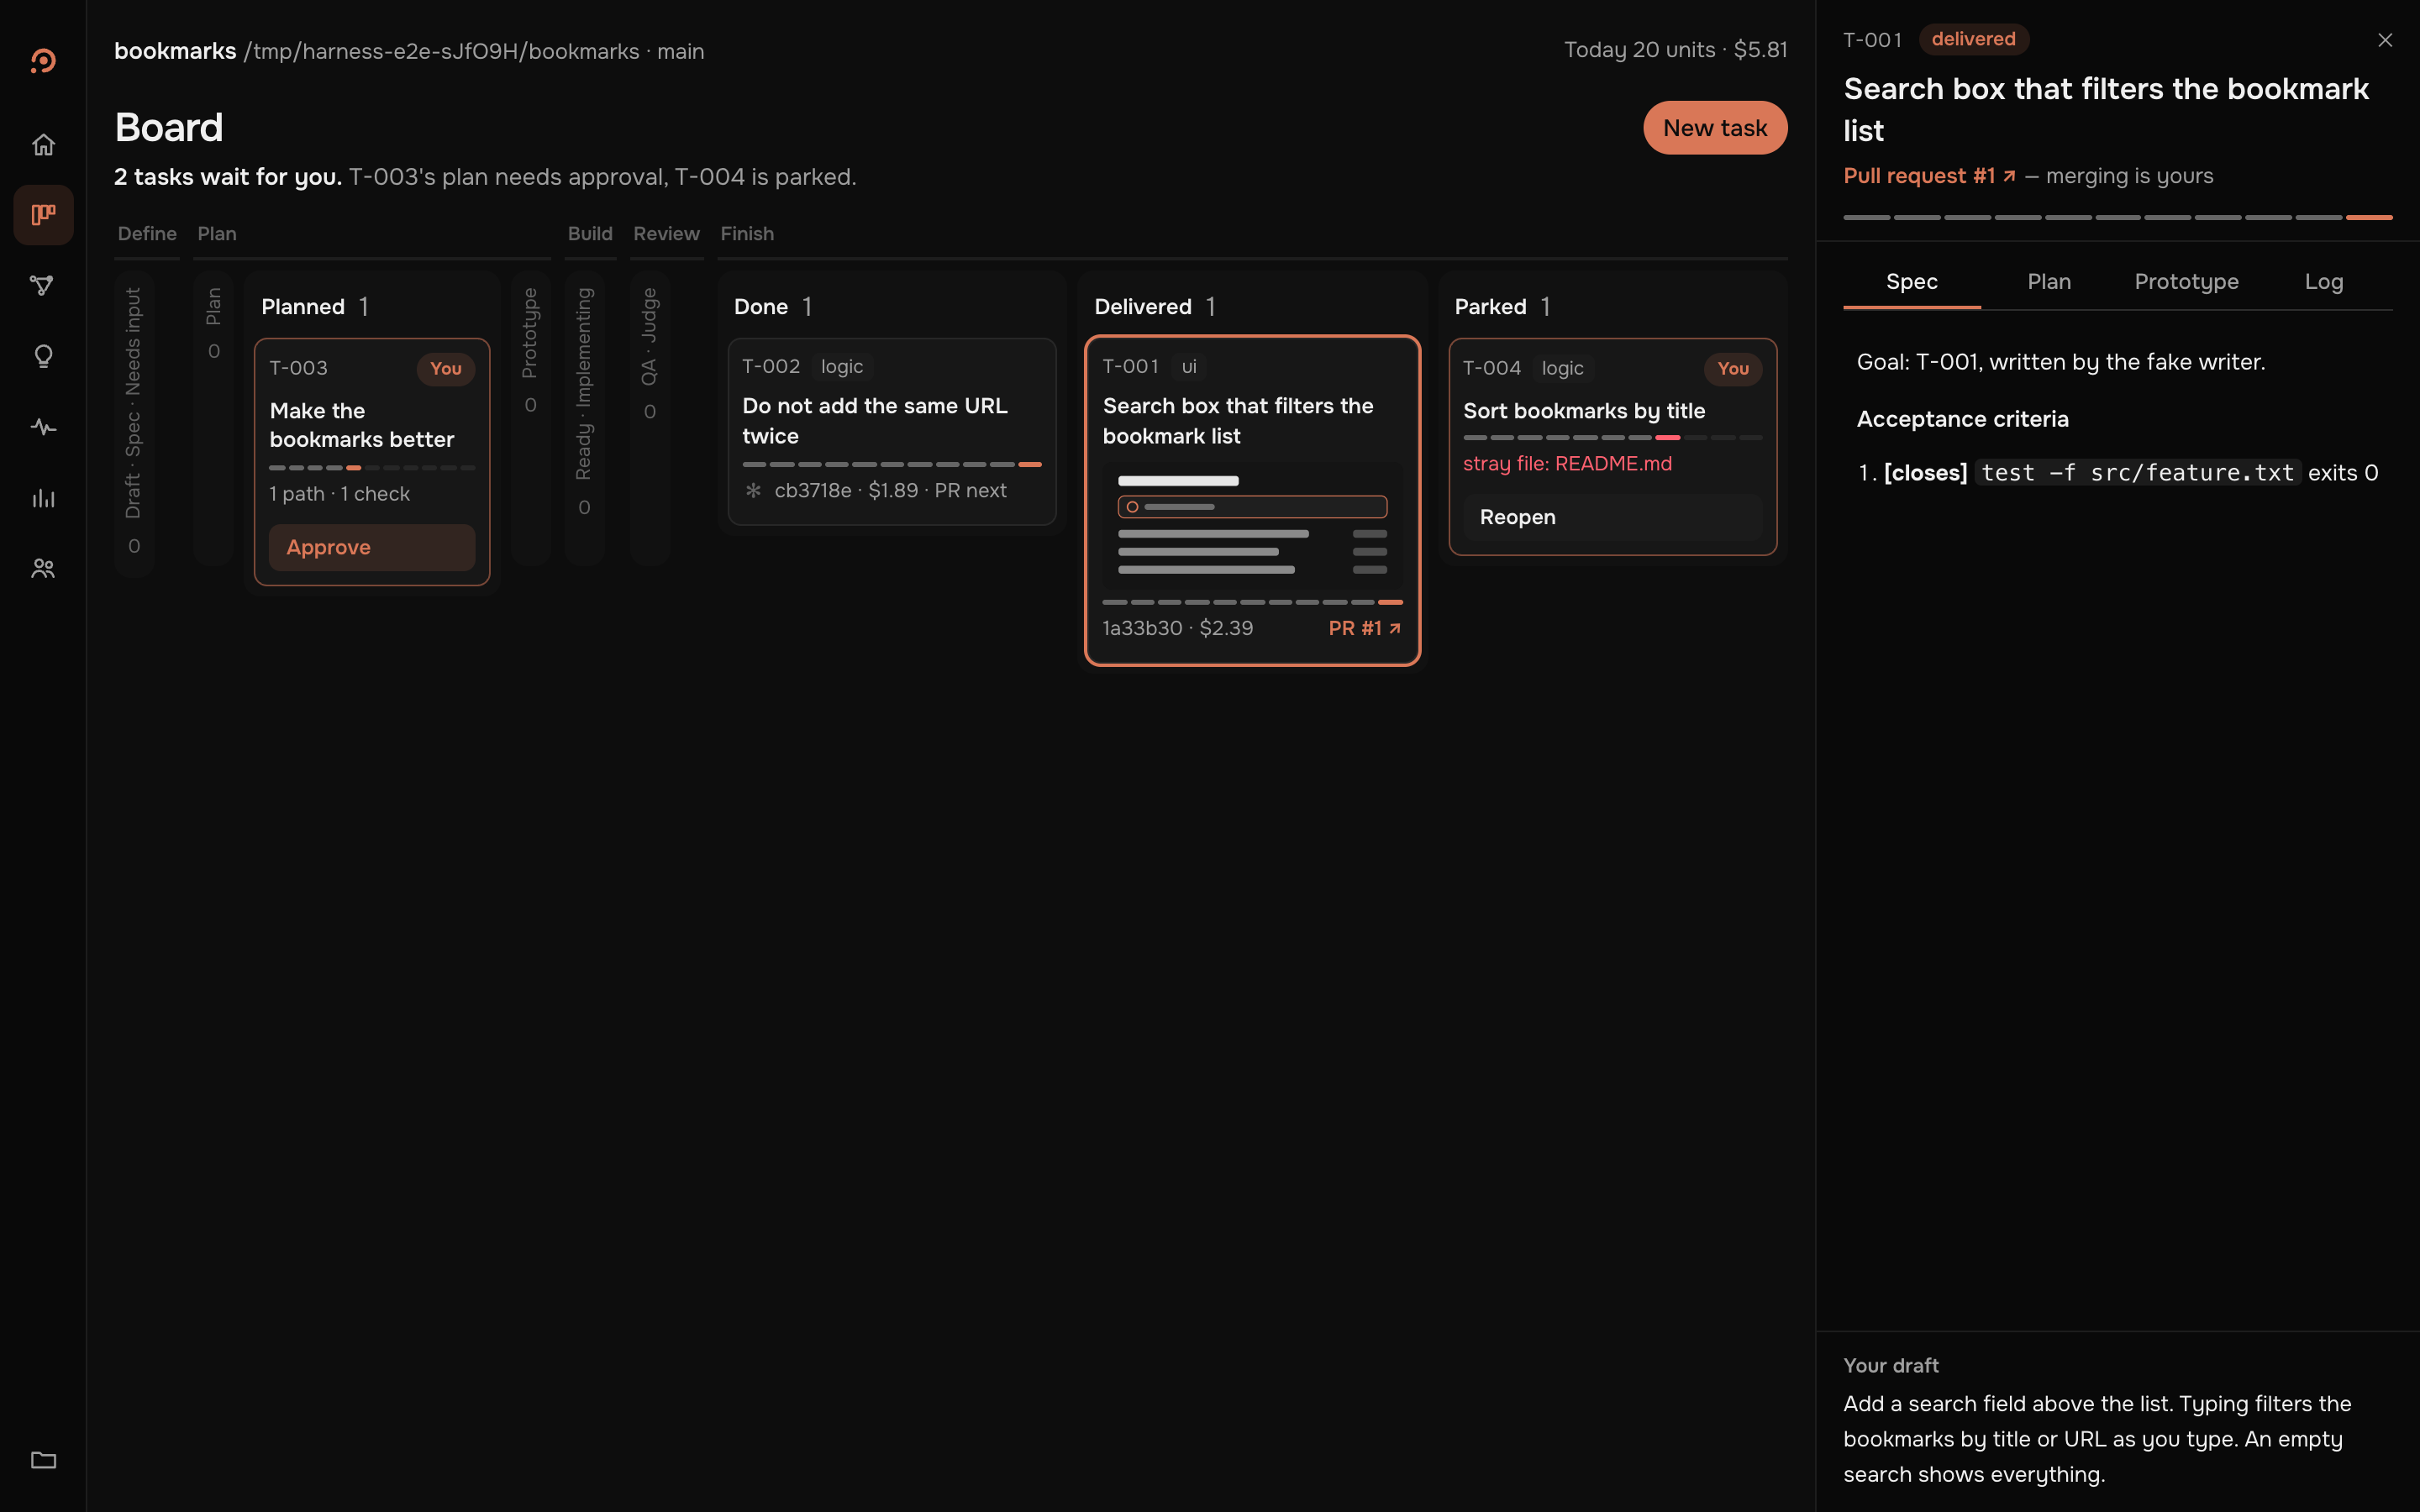 bookmarks /tmp/harness-e2e-sJfO9H/bookmarks · main
Today 20 units · $5.81
Board
New task
2 tasks wait for you. T-003's plan needs approval, T-004 is parked.
Define
Plan
Build
Review
Finish
Draft · Spec · Needs input 0
Plan 0
Planned 1
T-003 You
Make the
bookmarks better
1 path · 1 check
Approve
Prototype 0
Ready · Implementing 0
QA · Judge 0
Done 1
T-002 logic
Do not add the same URL
twice
cb3718e · $1.89 · PR next
Delivered 1
T-001 ui
Search box that filters the
bookmark list
1a33b30 · $2.39 PR #1 ↗
Parked 1
T-004 logic You
Sort bookmarks by title
stray file: README.md
Reopen
T-001 delivered
Search box that filters the bookmark
list
Pull request #1 ↗ — merging is yours
Spec
Plan
Prototype
Log
Goal: T-001, written by the fake writer.
Acceptance criteria
1. [closes] test -f src/feature.txt exits 0
Your draft
Add a search field above the list. Typing filters the
bookmarks by title or URL as you type. An empty
search shows everything.